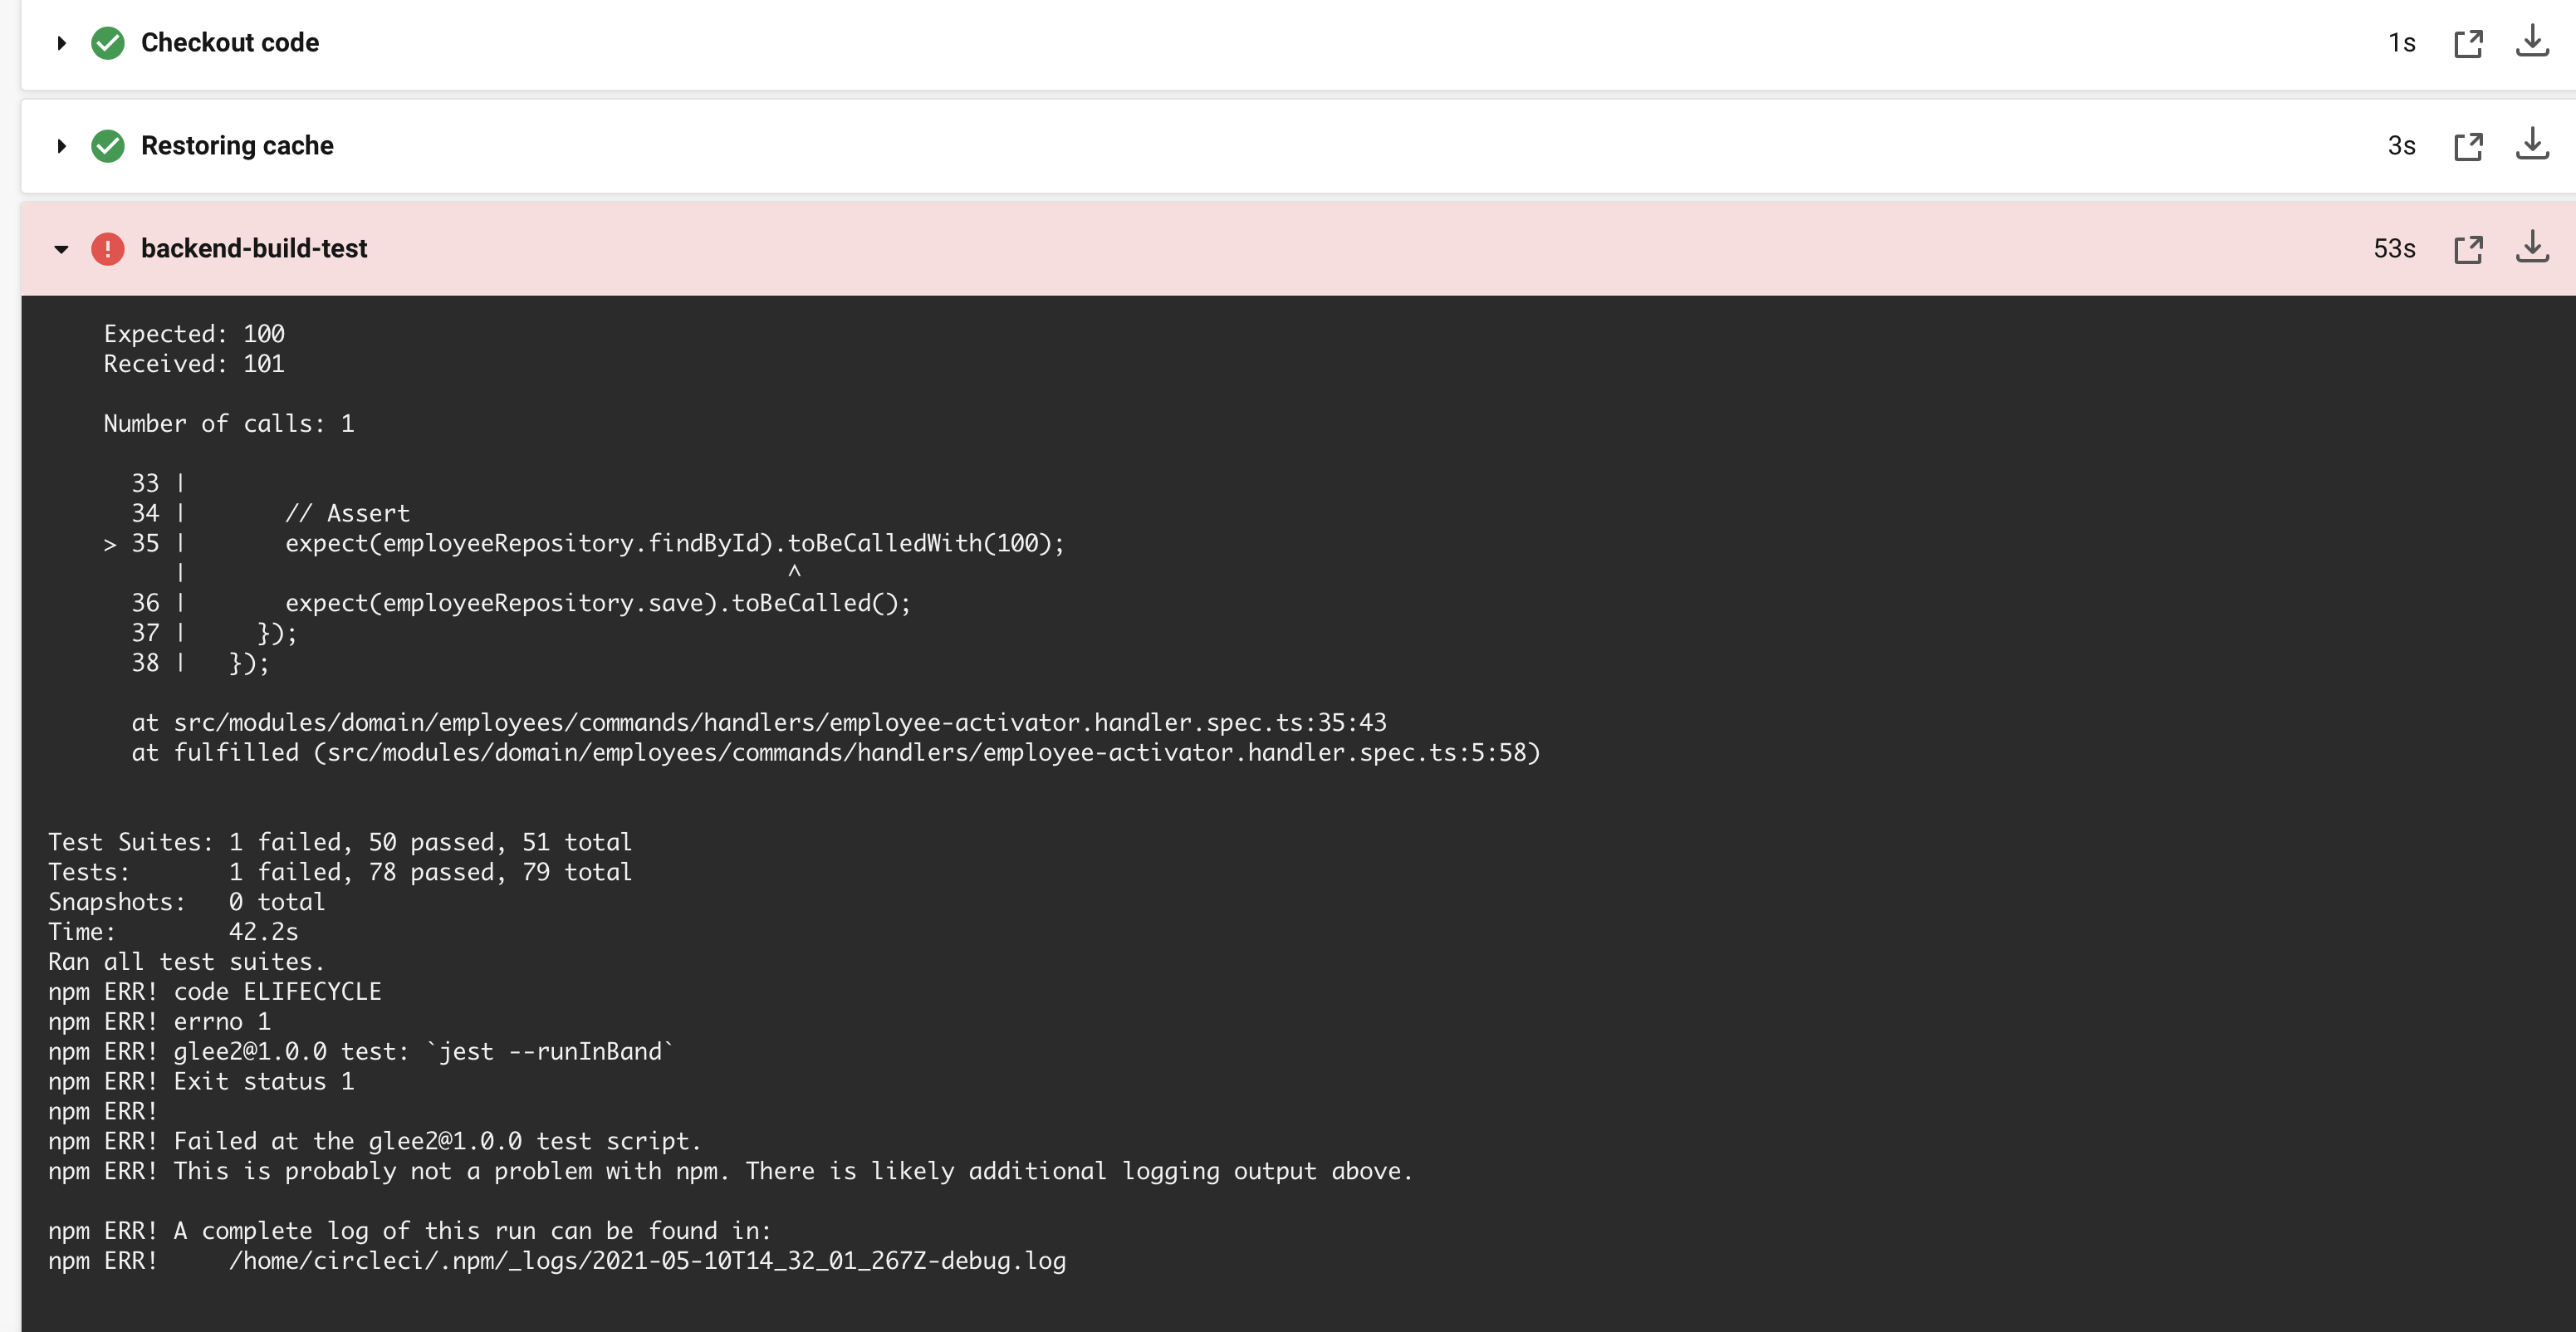 Checkout code 1s
Restoring cache 3s
backend-build-test 53s
Expected: 100
Received: 101
Number of calls: 1
33 |
34 |       // Assert
> 35 |       expect(employeeRepository.findById).toBeCalledWith(100);
|                                           ^
36 |       expect(employeeRepository.save).toBeCalled();
37 |     });
38 |   });
at src/modules/domain/employees/commands/handlers/employee-activator.handler.spec.ts:35:43
at fulfilled (src/modules/domain/employees/commands/handlers/employee-activator.handler.spec.ts:5:58)
Test Suites: 1 failed, 50 passed, 51 total
Tests:       1 failed, 78 passed, 79 total
Snapshots:   0 total
Time:        42.2s
Ran all test suites.
npm ERR! code ELIFECYCLE
npm ERR! errno 1
npm ERR! glee2@1.0.0 test: `jest --runInBand`
npm ERR! Exit status 1
npm ERR!
npm ERR! Failed at the glee2@1.0.0 test script.
npm ERR! This is probably not a problem with npm. There is likely additional logging output above.
npm ERR! A complete log of this run can be found in:
npm ERR!     /home/circleci/.npm/_logs/2021-05-10T14_32_01_267Z-debug.log